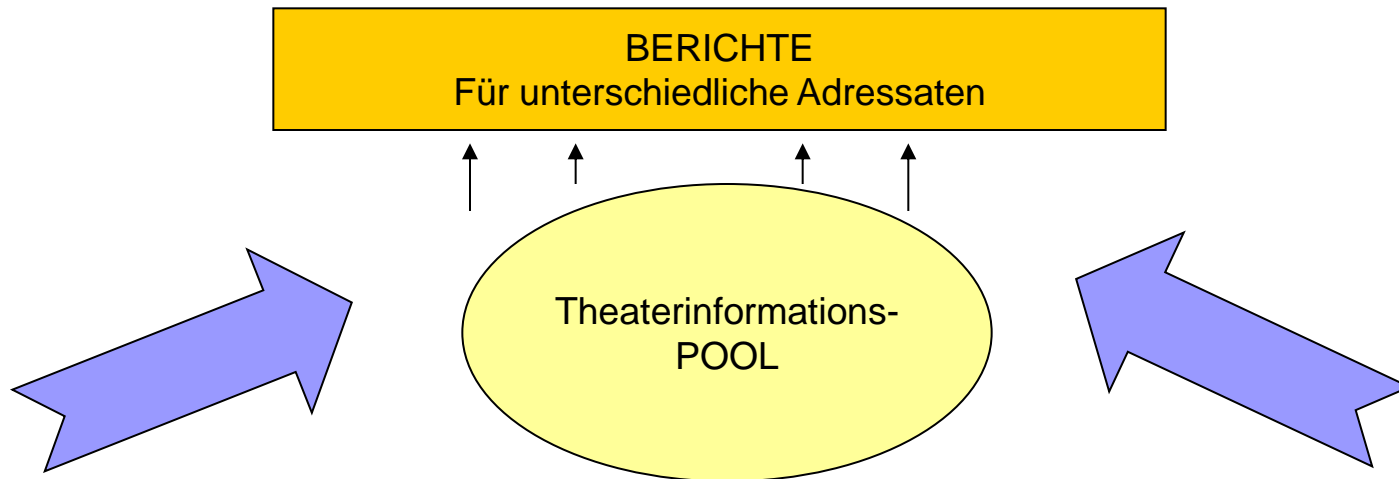 BERICHTE
Für unterschiedliche Adressaten
Theaterinformations-
POOL